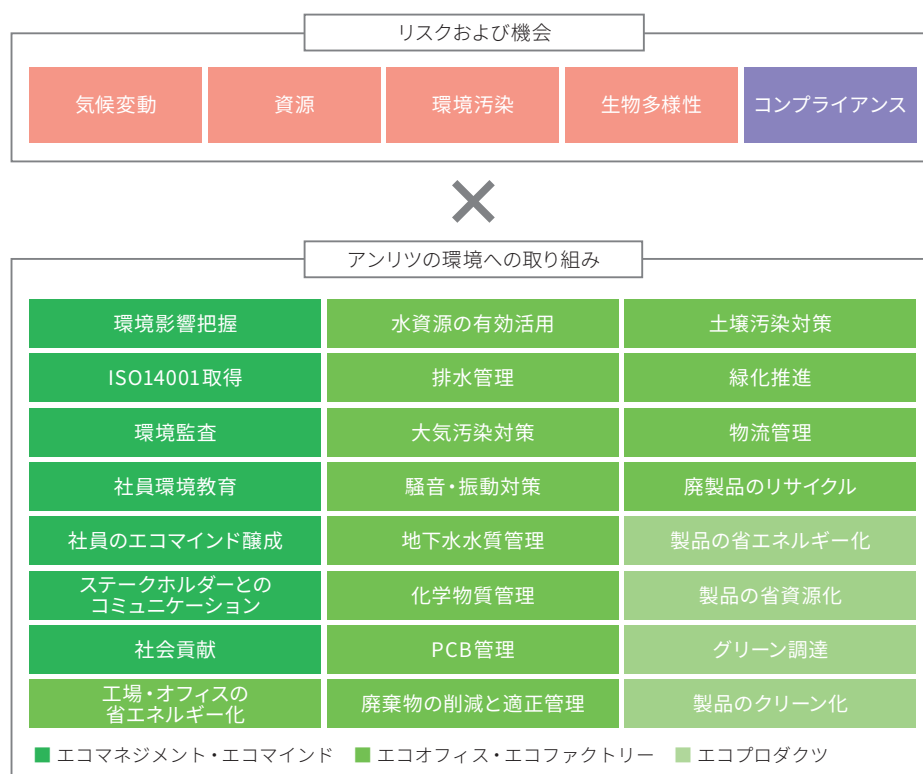 リスクおよび機会
気候変動
資源
環境汚染
生物多様性
コンプライアンス
アンリツの環境への取り組み
環境影響把握
水資源の有効活用
土壌汚染対策
ISO14001取得
排水管理
緑化推進
環境監査
大気汚染対策
物流管理
社員環境教育
騒音・振動対策
廃製品のリサイクル
社員のエコマインド醸成
地下水水質管理
製品の省エネルギー化
ステークホルダーとの
コミュニケーション
化学物質管理
製品の省資源化
社会貢献
PCB管理
グリーン調達
工場・オフィスの
省エネルギー化
廃棄物の削減と適正管理
製品のクリーン化
エコマネジメント・エコマインド
エコオフィス・エコファクトリー
エコプロダクツ